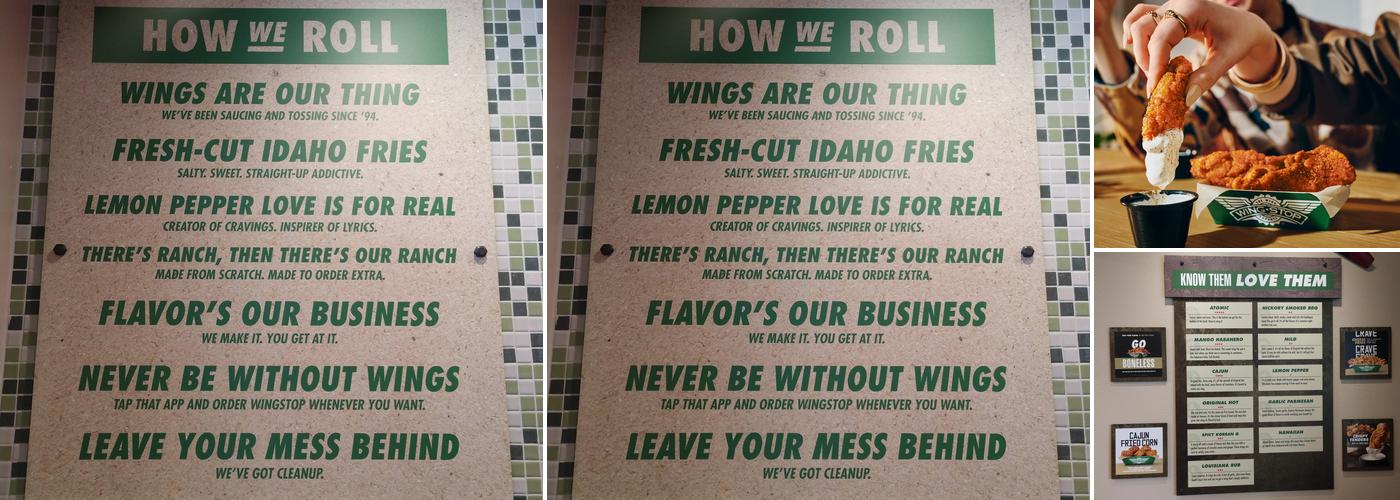 HOW WE ROLL
WINGS ARE OUR THING
WE'VE BEEN SAUCING AND TOSSING SINCE '94.
FRESH-CUT IDAHO FRIES
SALTY. SWEET. STRAIGHT-UP ADDICTIVE.
LEMON PEPPER LOVE IS FOR REAL
CREATOR OF CRAVINGS. INSPIRER OF LYRICS.
THERE'S RANCH, THEN THERE'S OUR RANCH
MADE FROM SCRATCH. MADE TO ORDER EXTRA.
FLAVOR'S OUR BUSINESS
WE MAKE IT. YOU GET AT IT.
NEVER BE WITHOUT WINGS
TAP THAT APP AND ORDER WINGSTOP WHENEVER YOU WANT.
LEAVE YOUR MESS BEHIND
WE'VE GOT CLEANUP.
HOW WE ROLL
WINGS ARE OUR THING
WE'VE BEEN SAUCING AND TOSSING SINCE '94.
FRESH-CUT IDAHO FRIES
SALTY. SWEET. STRAIGHT-UP ADDICTIVE.
LEMON PEPPER LOVE IS FOR REAL
CREATOR OF CRAVINGS. INSPIRER OF LYRICS.
THERE'S RANCH, THEN THERE'S OUR RANCH
MADE FROM SCRATCH. MADE TO ORDER EXTRA.
FLAVOR'S OUR BUSINESS
WE MAKE IT. YOU GET AT IT.
NEVER BE WITHOUT WINGS
TAP THAT APP AND ORDER WINGSTOP WHENEVER YOU WANT.
LEAVE YOUR MESS BEHIND
WE'VE GOT CLEANUP.
WING STOP
KNOW THEM LOVE THEM
ATOMIC
HICKORY SMOKED BBQ
MANGO HABANERO
MILD
CAJUN
LEMON PEPPER
ORIGINAL HOT
GARLIC PARMESAN
SPICY KOREAN Q
HAWAIIAN
LOUISIANA RUB
GO
BONELESS
CAJUN
FRIED CORN
CRAVE
CRAVE
CRISPY
TENDERS